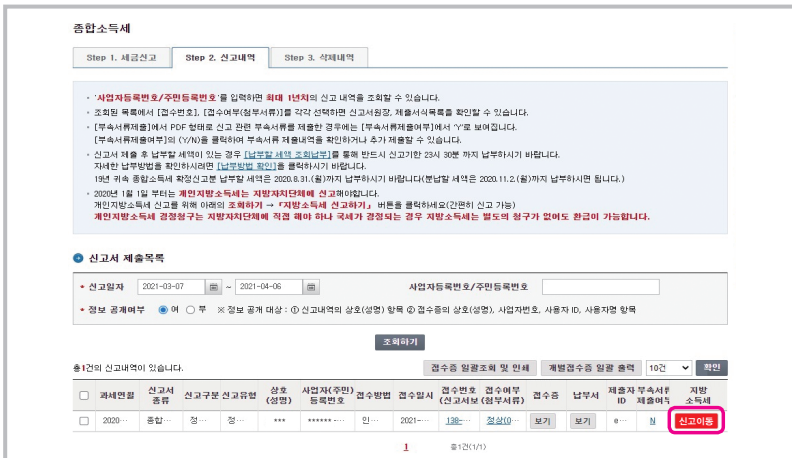 종합소득세
Step 1. 세금신고 Step 2. 신고내역 Step 3. 삭제내역
· '사업자등록번호/주민등록번호'를 입력하면 최대 1년치의 신고 내역을 조회할 수 있습니다.
· 조회된 목록에서 [접수번호], [접수여부(첨부서류)]를 각각 선택하면 신고서원장, 제출서식목록을 확인할 수 있습니다.
· [부속서류제출]에서 PDF 형태로 신고 관련 부속서류를 제출한 경우에는 [부속서류제출여부]에서 'Y'로 보여집니다.
[부속서류제출여부]의 (Y/N)을 클릭하여 부속서류 제출내역을 확인하거나 추가 제출할 수 있습니다.
· 신고서 제출 후 납부할 세액이 있는 경우 [납부할 세액 조회납부]를 통해 반드시 신고기한 23시 30분 까지 납부하시기 바랍니다.
자세한 납부방법을 확인하시려면 [납부방법 확인]을 클릭하시기 바랍니다.
19년 귀속 종합소득세 확정신고분 납부할 세액은 2020.8.31.(월)까지 납부하시기 바랍니다(분납할 세액은 2020.11.2.(월)까지 납부하시면 됩니다.)
· 2020년 1월 1일 부터는 개인지방소득세는 지방자치단체에 신고해야합니다.
개인지방소득세 신고를 위해 아래의 조회하기 → 「지방소득세 신고하기」 버튼을 클릭하세요(간편히 신고 가능)
개인지방소득세 경정청구는 지방자치단체에 직접 해야 하나 국세가 경정되는 경우 지방소득세는 별도의 청구가 없어도 환급이 가능합니다.
신고서 제출목록
* 신고일자 2021-03-07 ~ 2021-04-06 사업자등록번호/주민등록번호
* 정보 공개여부 여 부 ※ 정보 공개 대상 : ① 신고내역의 상호(성명) 항목 ② 접수증의 상호(성명), 사업자번호, 사용자 ID, 사용자명 항목
조회하기
총1건의 신고내역이 있습니다. 접수증 일괄조회 및 인쇄 개별접수증 일괄 출력 10건 확인
과세연월 신고서 종류 신고구분 신고유형 상호 (성명) 사업자(주민) 등록번호 접수방법 접수일시 접수번호 (신고서보 접수여부 (첨부서류) 접수증 납부서 제출자 ID 부속서류 제출여부 지방 소득세
2020… 종합… 정… 정… *** ******-… 인… 2021-… 138-… 정상(0… 보기 보기 e… N 신고이동
1 총1건(1/1)